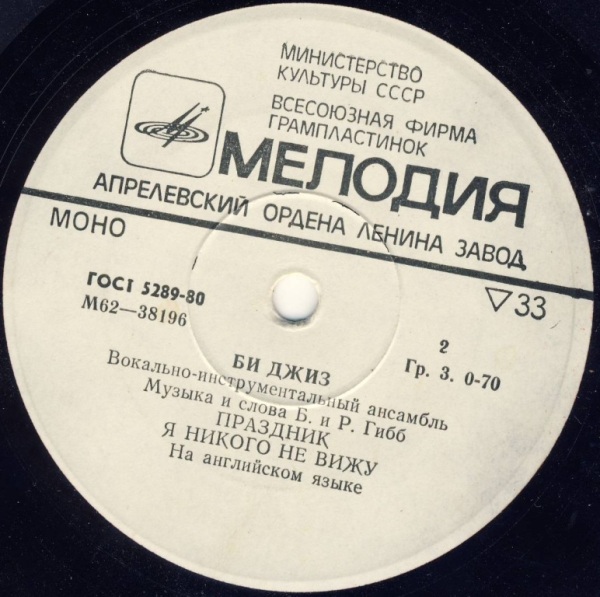 МИНИСТЕРСТВО
КУЛЬТУРЫ СССР
ВСЕСОЮЗНАЯ ФИРМА
ГРАМПЛАСТИНОК
МЕЛОДИЯ
АПРЕЛЕВСКИЙ ОРДЕНА ЛЕНИНА ЗАВОД
МОНО
ГОСТ 5289-80
М62—38196
▽33
2
Гр. 3. 0-70
БИ ДЖИЗ
Вокально-инструментальный ансамбль
Музыка и слова Б. и Р. Гибб
ПРАЗДНИК
Я НИКОГО НЕ ВИЖУ
На английском языке